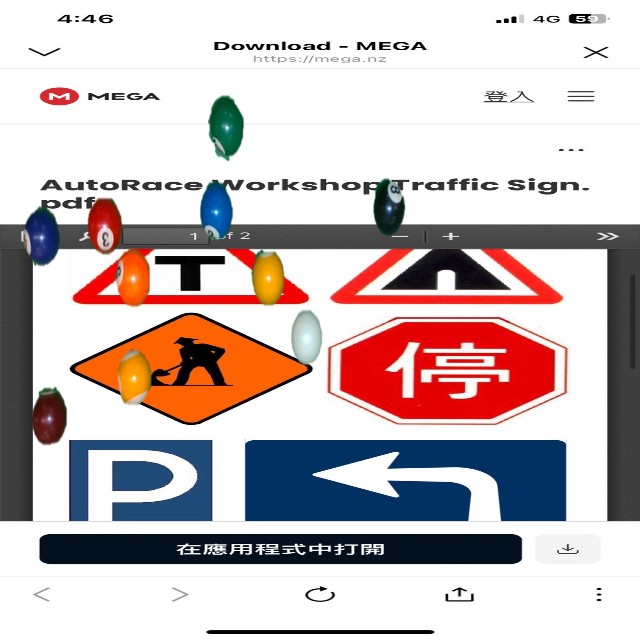 4:46
4G 59
Download - MEGA
https://mega.nz
M MEGA
登入
AutoRace Workshop Traffic Sign.
pdf
1 of 2
停
P
在應用程式中打開